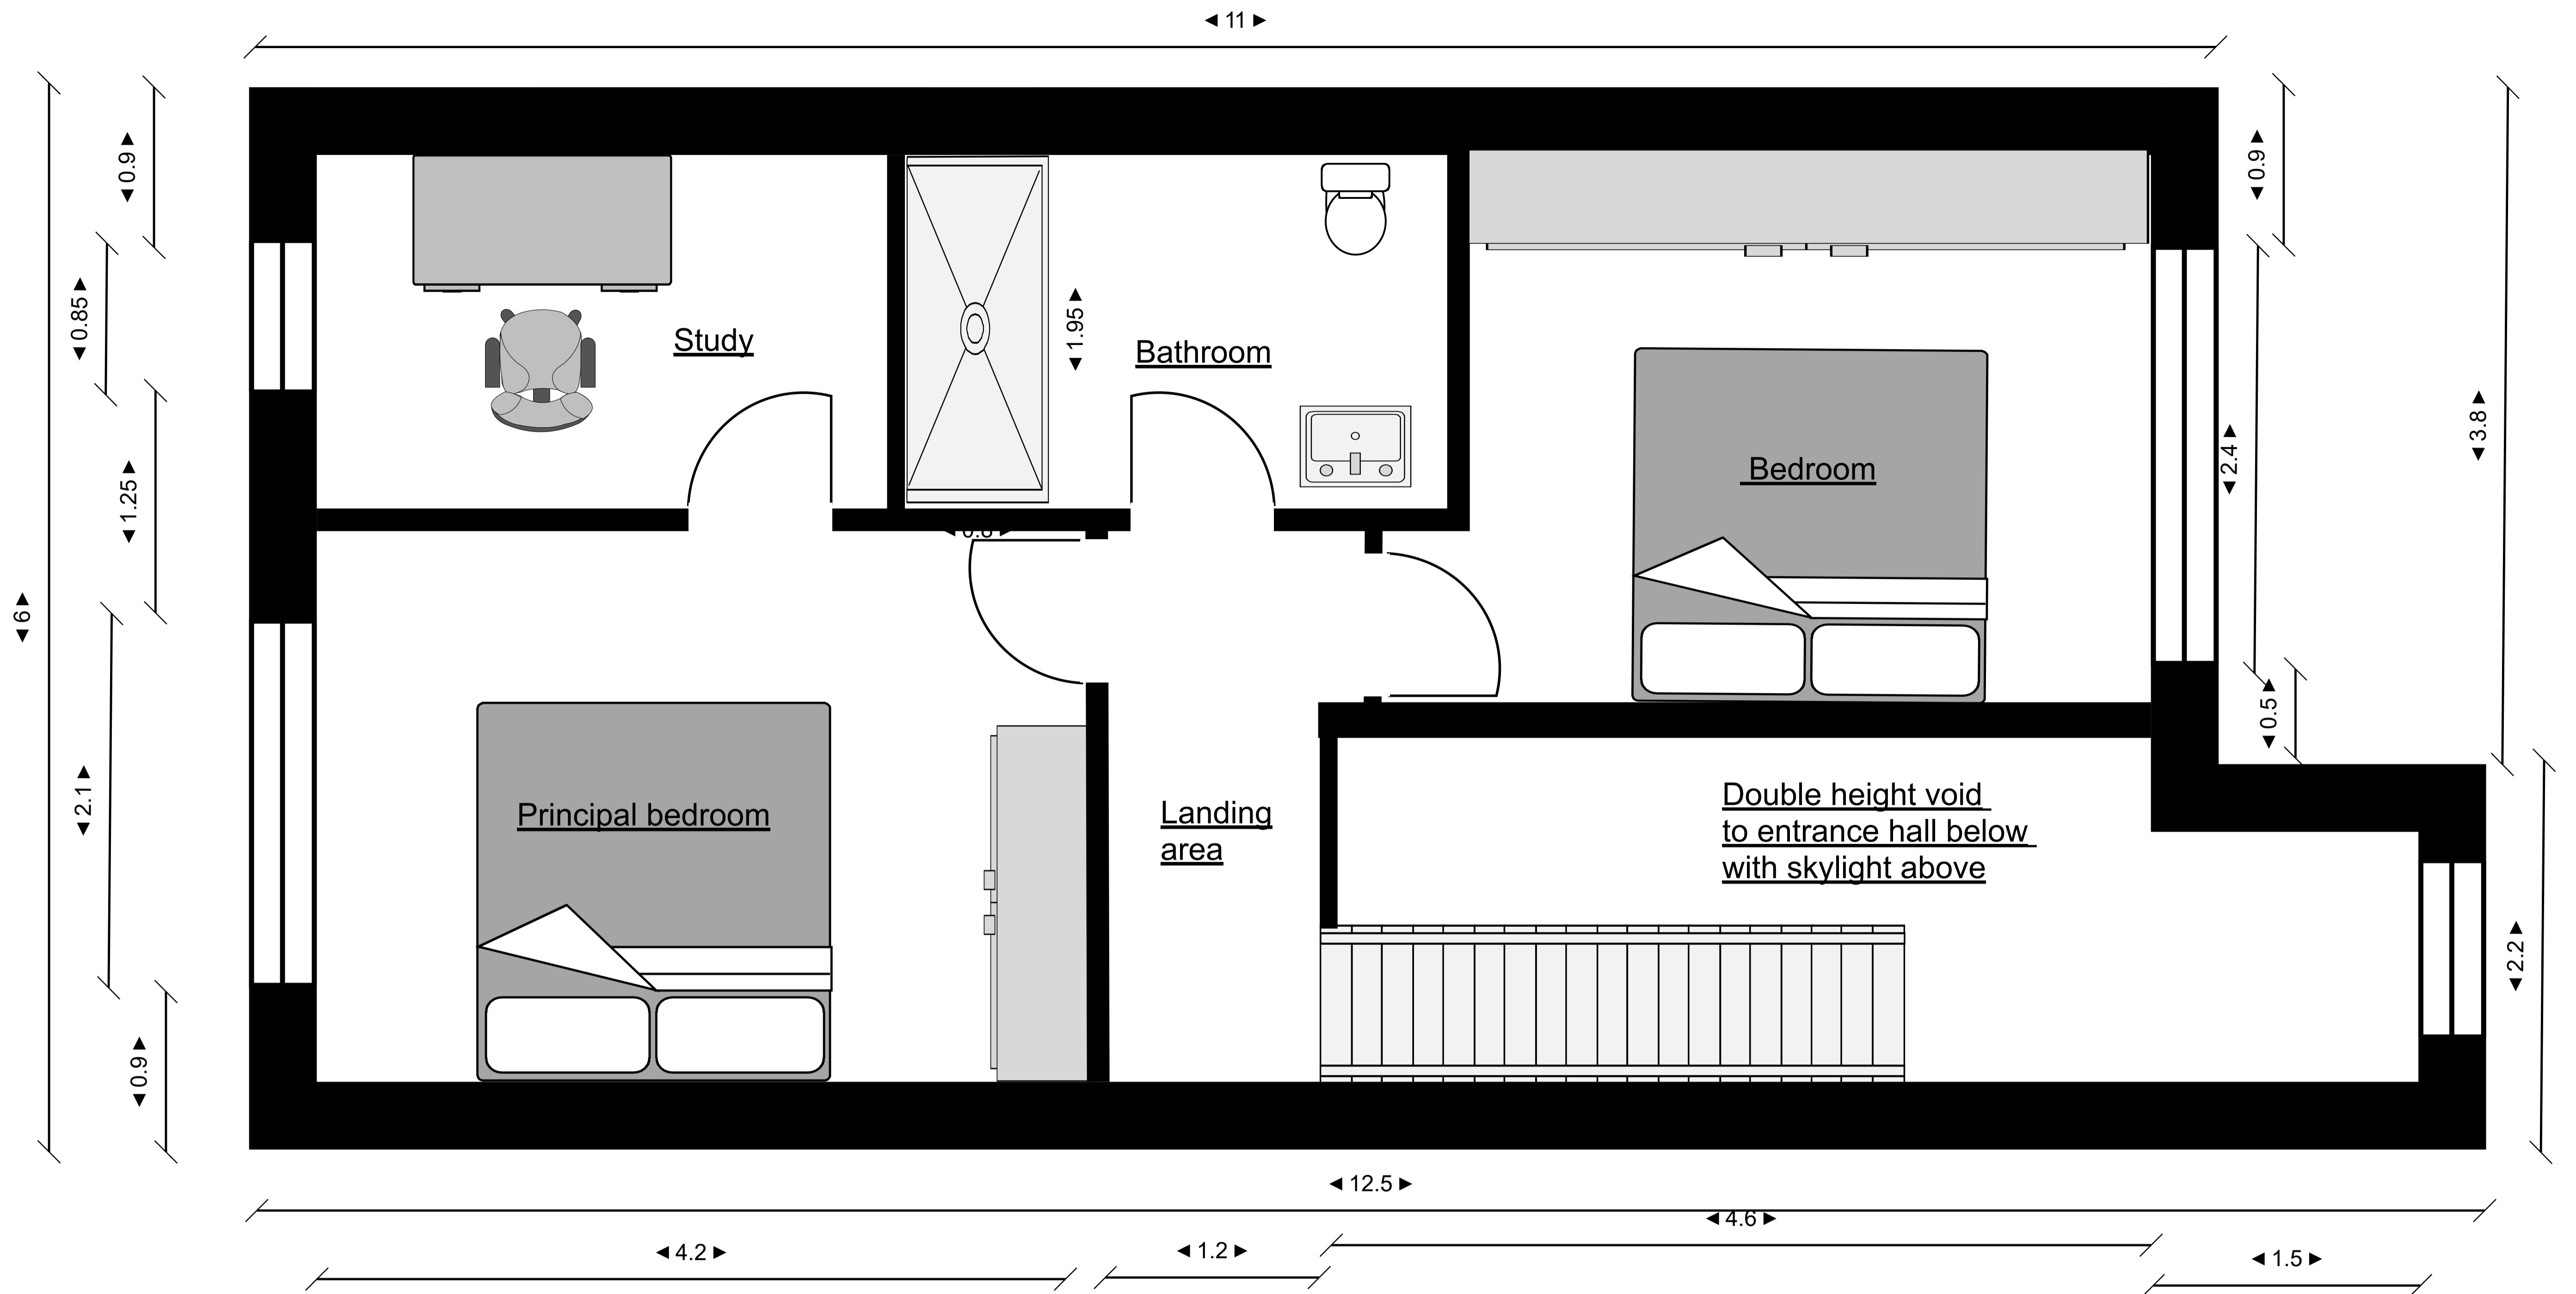 ◄ 11 ►
◄ 0.9 ►
◄ 0.9 ►
◄ 0.85 ►
Study
◄ 1.95 ►
Bathroom
Bedroom
◄ 2.4 ►
◄ 3.8 ►
◄ 1.25 ►
◄ 0.8 ►
◄ 6 ►
◄ 0.5 ►
◄ 2.1 ►
Principal bedroom
Landing
area
Double height void
to entrance hall below
with skylight above
◄ 2.2 ►
◄ 0.9 ►
◄ 12.5 ►
◄ 4.6 ►
◄ 4.2 ►
◄ 1.2 ►
◄ 1.5 ►